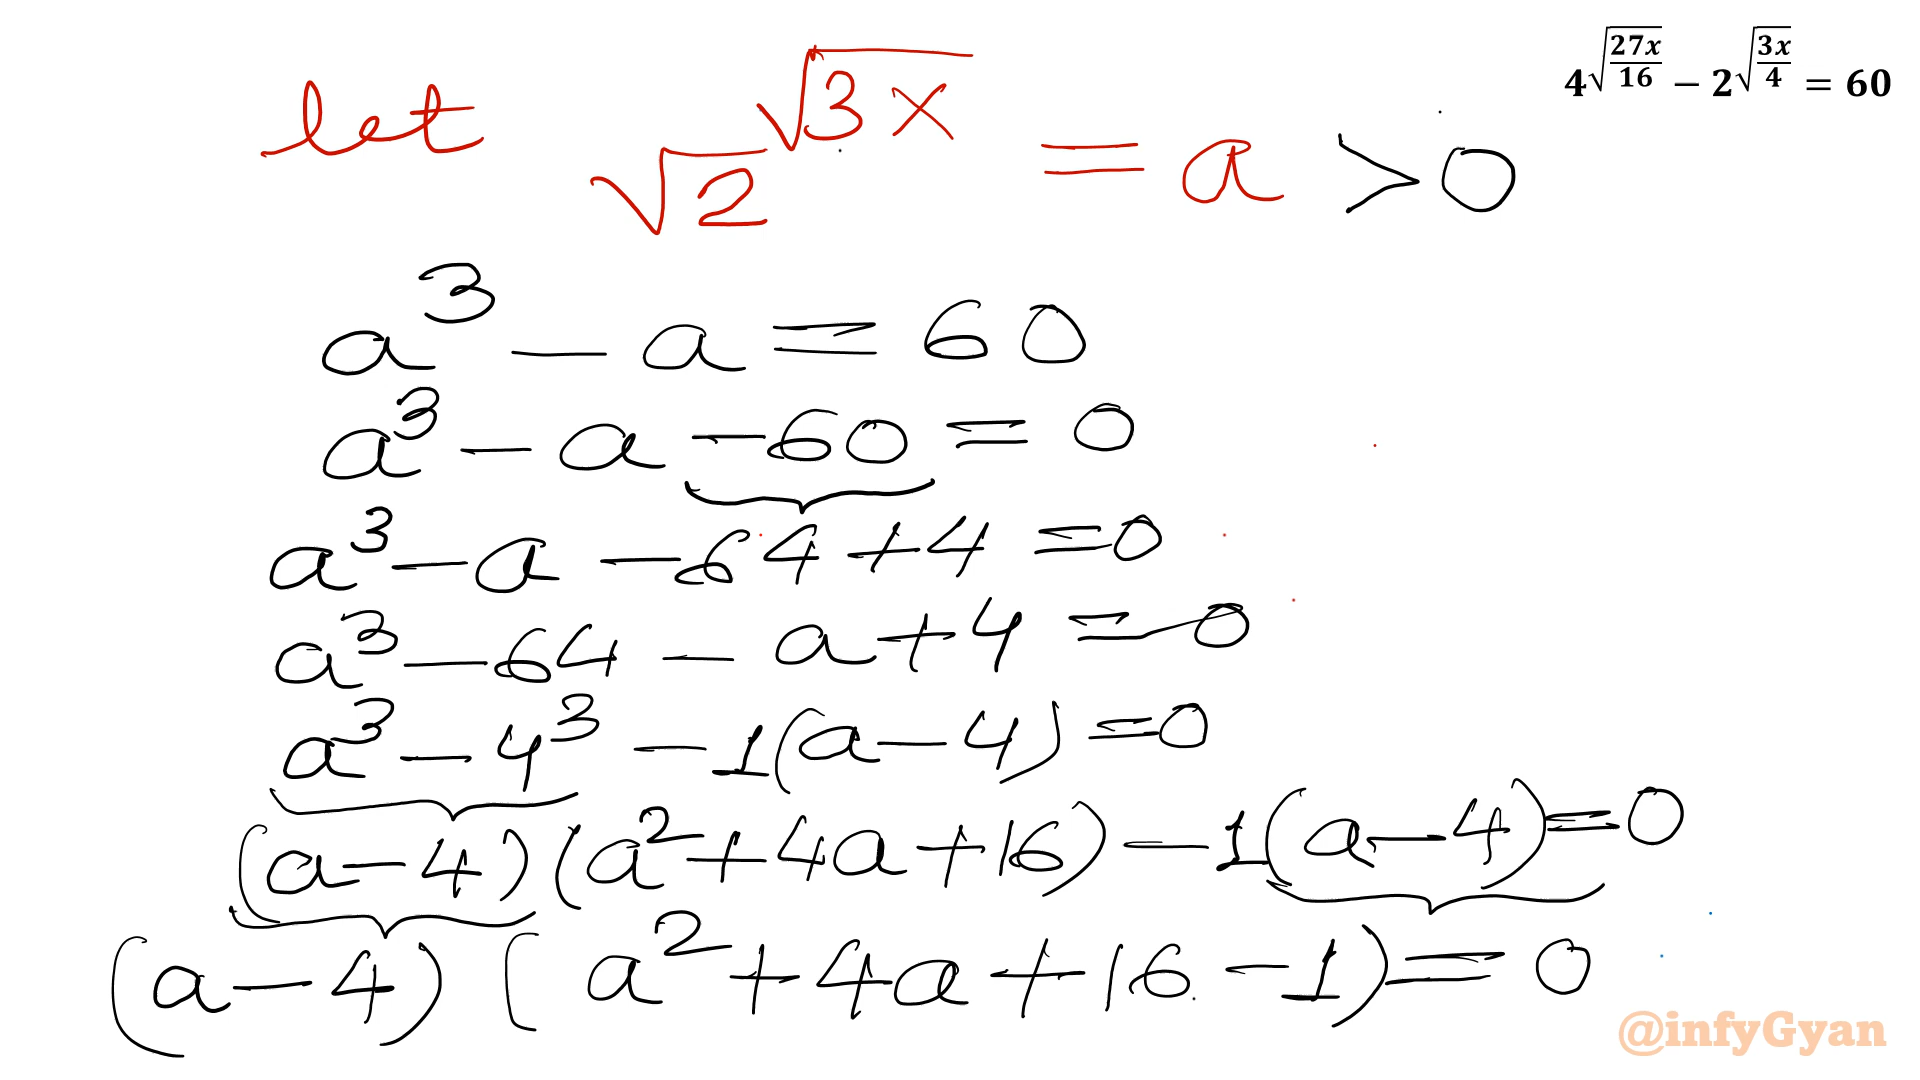 4^√(27x/16) − 2^√(3x/4) = 60
let √2^√(3x) = a > 0
a³ − a = 60
a³ − a − 60 = 0
a³ − a − 64 + 4 = 0
a³ − 64 − a + 4 = 0
a³ − 4³ − 1(a − 4) = 0
(a − 4)(a² + 4a + 16) − 1(a − 4) = 0
(a − 4)(a² + 4a + 16 − 1) = 0
@infyGyan